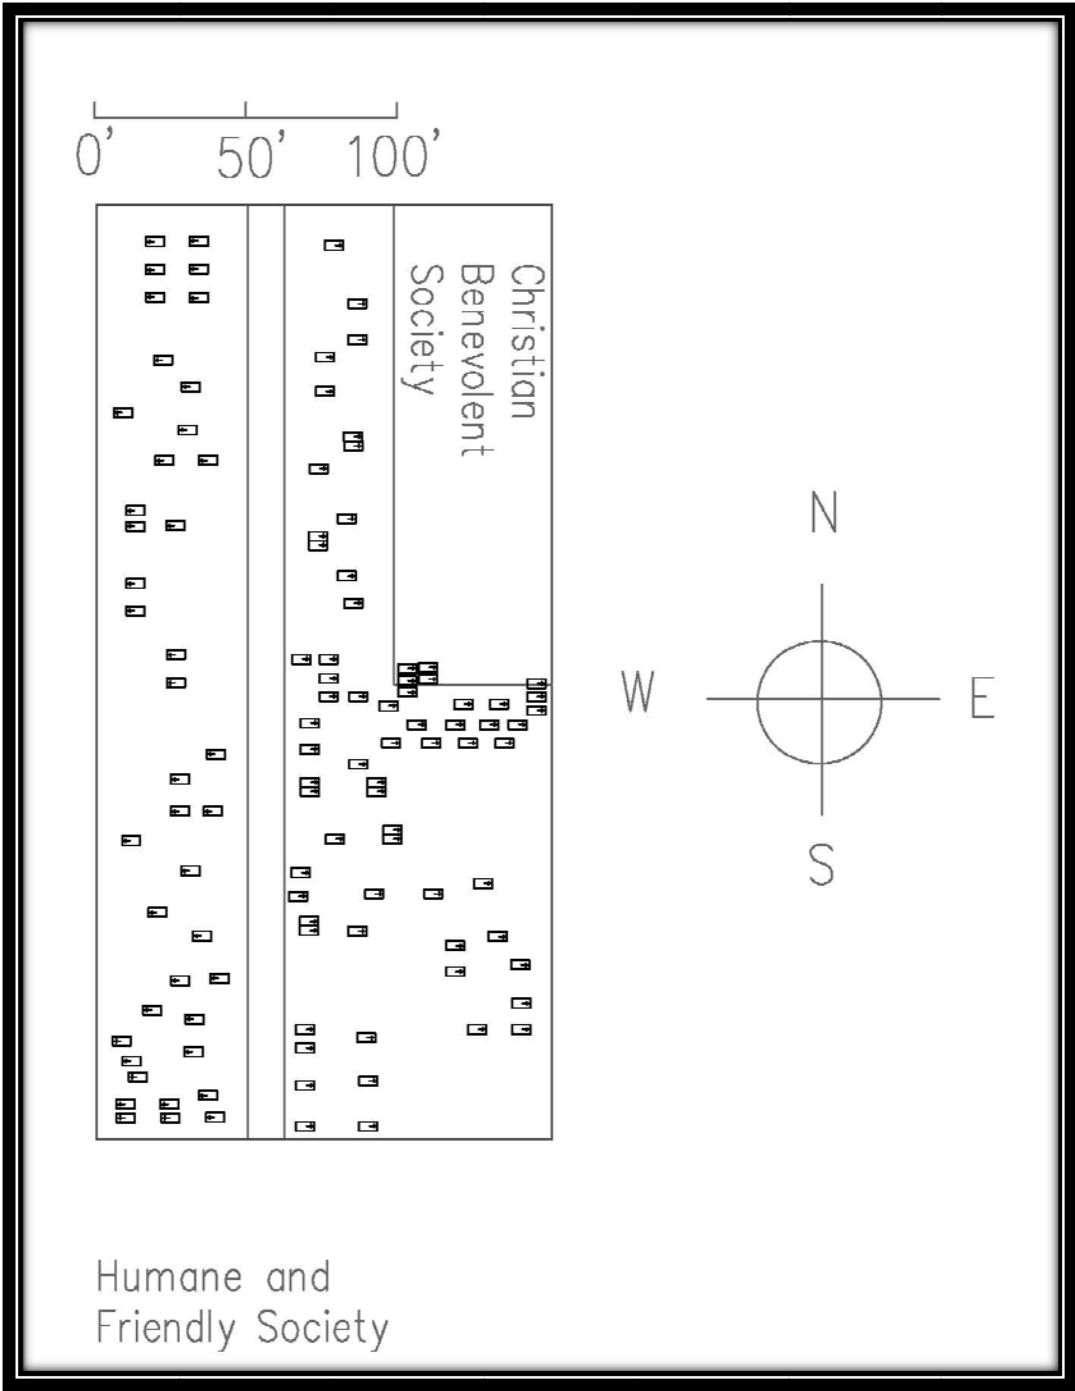 0' 50' 100'
Christian
Benevolent
Society
N
W E
S
Humane and
Friendly Society